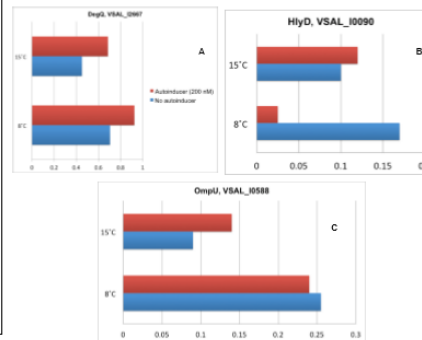 DegQ, VSAL_I2667
A
15°C
8°C
0 0.2 0.4 0.6 0.8 1
Autoinducer (200 nM)
No autoinducer
HlyD, VSAL_I0090
B
15°C
8°C
0 0.05 0.1 0.15
OmpU, VSAL_I0588
C
15°C
8°C
0 0.05 0.1 0.15 0.2 0.25 0.3